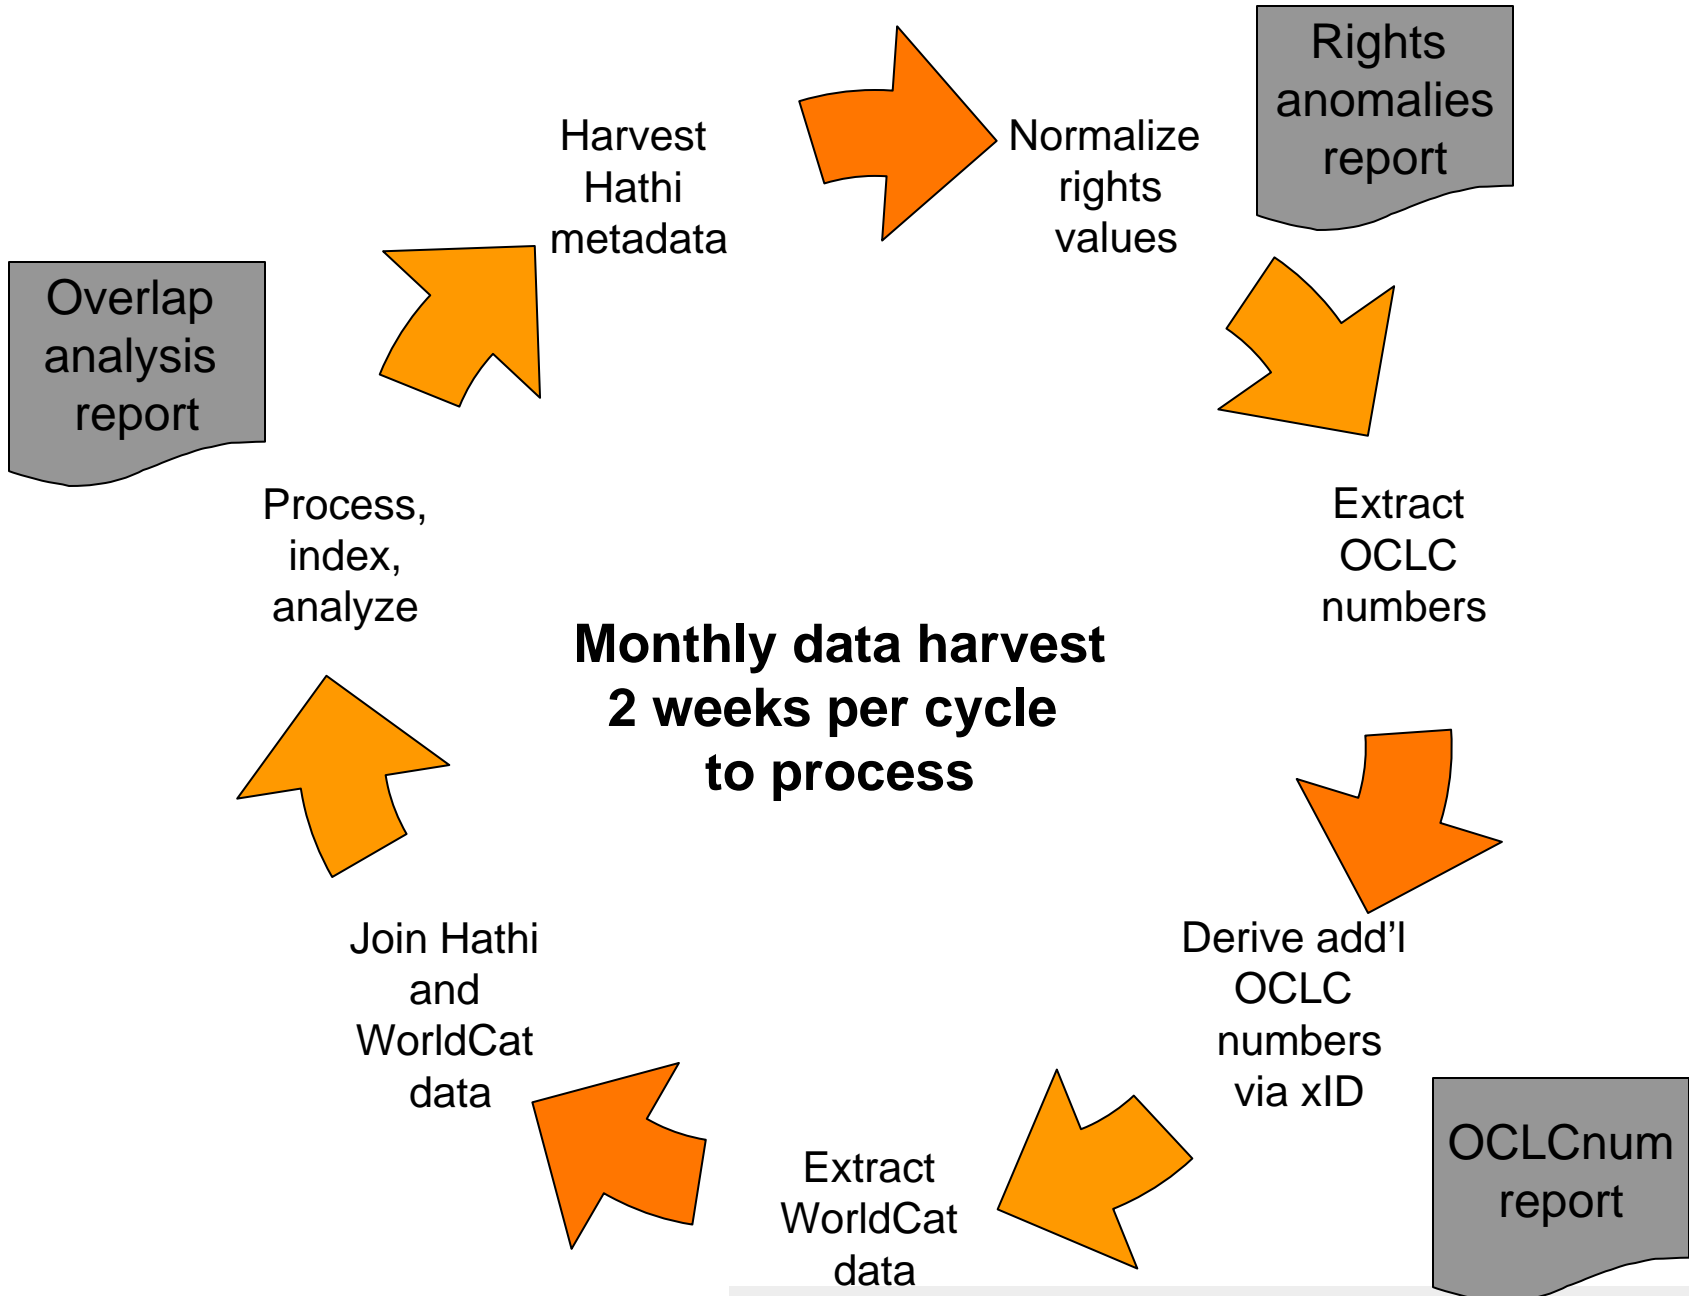 Harvest
Hathi
metadata
Normalize
rights
values
Rights
anomalies
report
Extract
OCLC
numbers
Derive add’l
OCLC
numbers
via xID
OCLCnum
report
Extract
WorldCat
data
Join Hathi
and
WorldCat
data
Process,
index,
analyze
Overlap
analysis
report
Monthly data harvest
2 weeks per cycle
to process